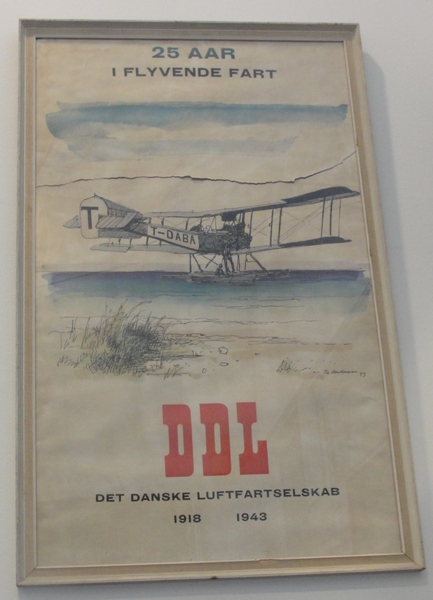 25 AAR
I FLYVENDE FART
T
T-DABA
DDL
DET DANSKE LUFTFARTSELSKAB
1918 1943